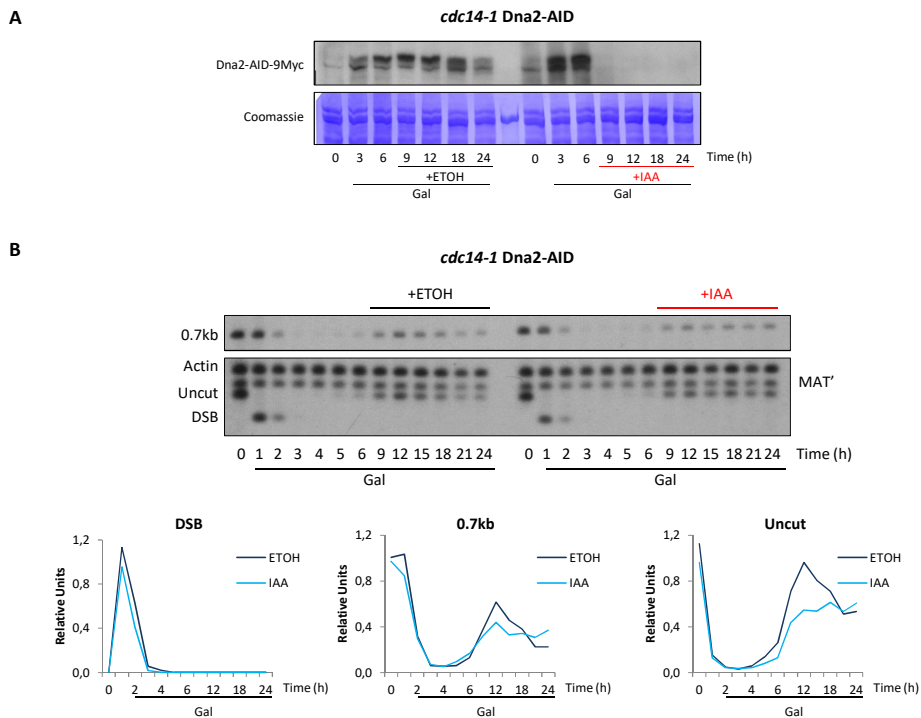 A
cdc14-1 Dna2-AID
Dna2-AID-9Myc
Coomassie
0 3 6 9 12 18 24 0 3 6 9 12 18 24 Time (h)
+ETOH +IAA
Gal Gal
B
cdc14-1 Dna2-AID
+ETOH +IAA
0.7kb
Actin
MAT’
Uncut
DSB
0 1 2 3 4 5 6 9 12 15 18 21 24 0 1 2 3 4 5 6 9 12 15 18 21 24 Time (h)
Gal Gal
DSB
1,2
0,8
0,4
0,0
Relative Units
ETOH
IAA
0 2 4 6 12 18 24 Time (h)
Gal
0.7kb
1,2
0,8
0,4
0,0
Relative Units
ETOH
IAA
0 2 4 6 12 18 24 Time (h)
Gal
Uncut
1,2
0,8
0,4
0,0
Relative Units
ETOH
IAA
0 2 4 6 12 18 24 Time (h)
Gal